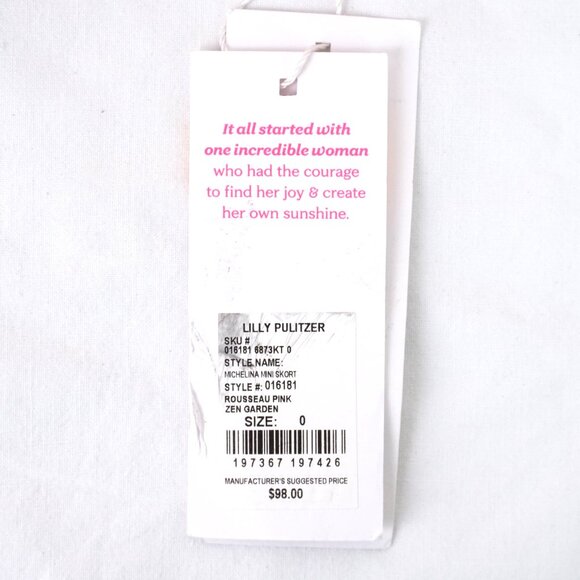 It all started with
one incredible woman
who had the courage
to find her joy & create
her own sunshine.
LILLY PULITZER
SKU #
016181 6873KT 0
STYLE NAME:
MICHELINA MINI SKORT
STYLE #: 016181
ROUSSEAU PINK
ZEN GARDEN
SIZE: 0
197367 197426
MANUFACTURER'S SUGGESTED PRICE
$98.00